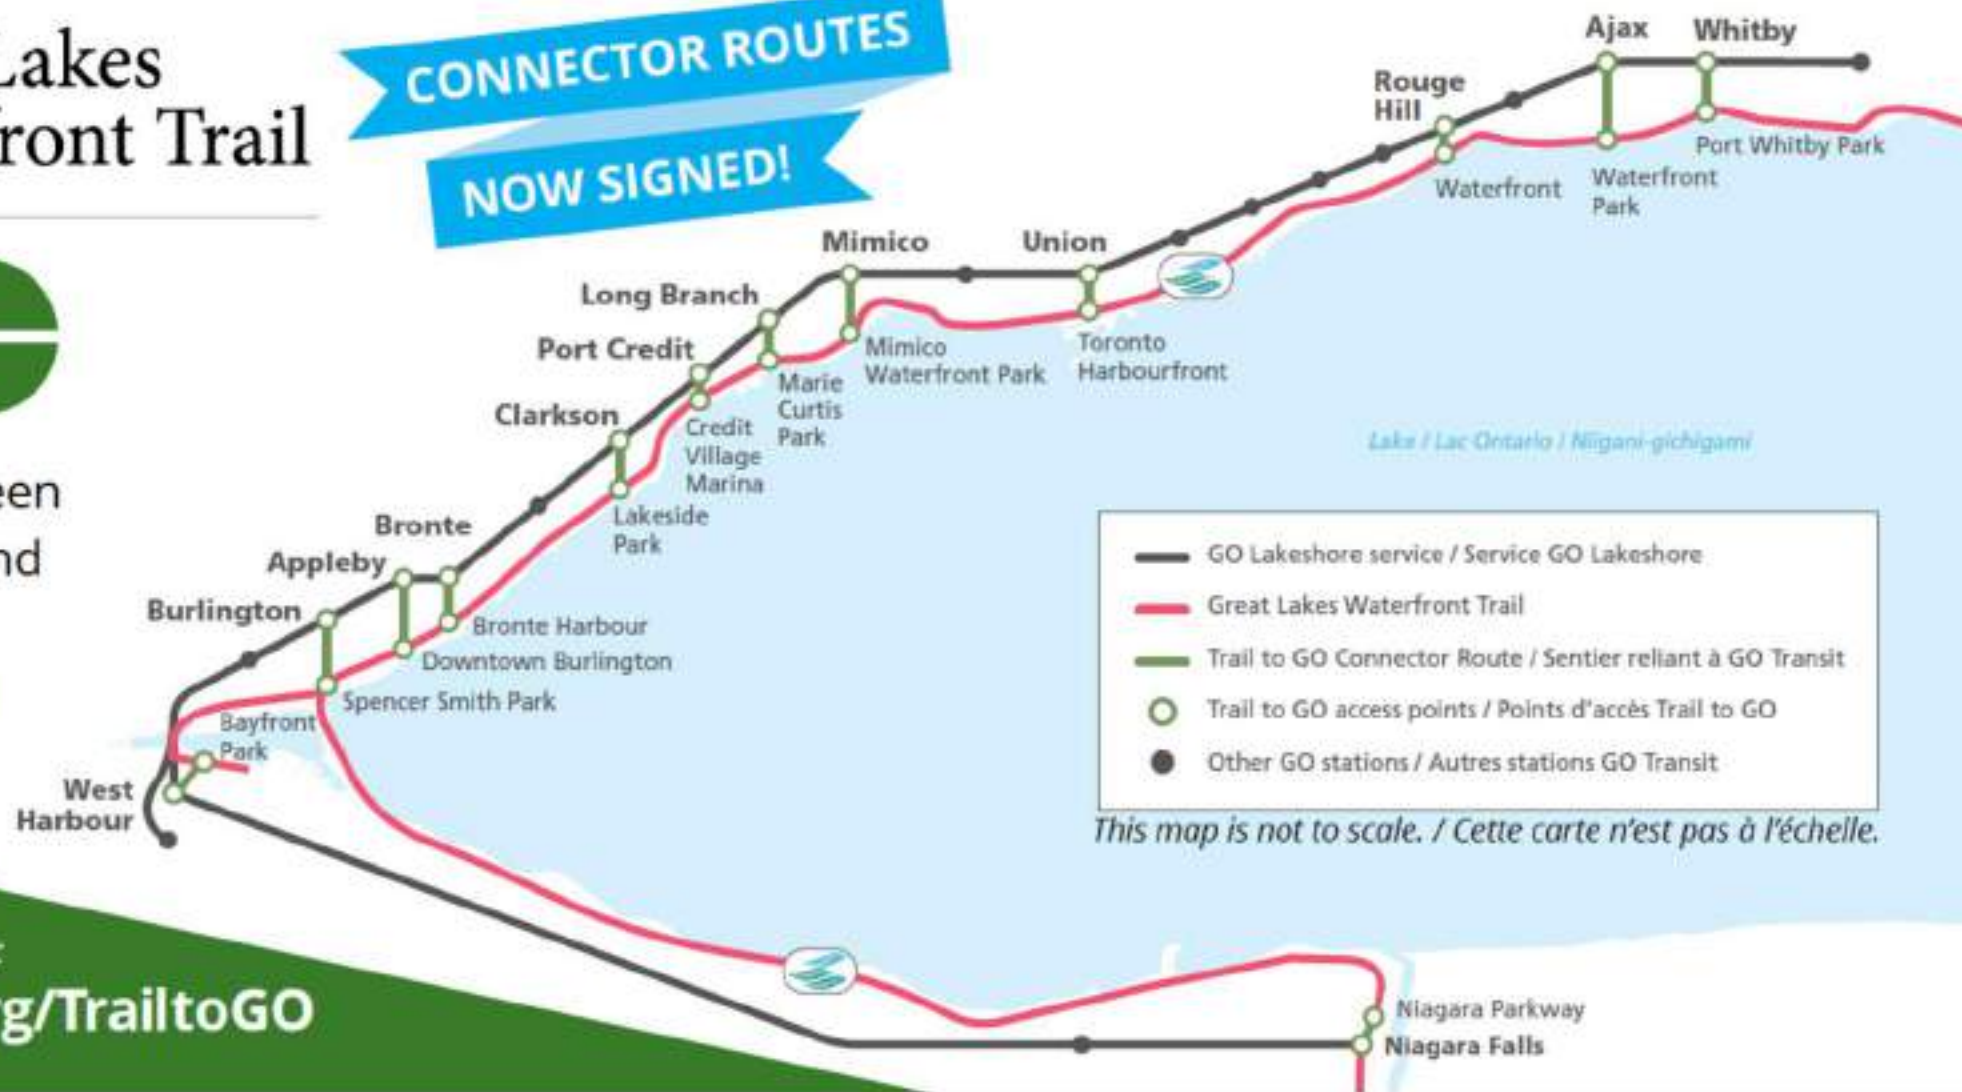 Lakes
ront Trail
CONNECTOR ROUTES
NOW SIGNED!
een
nd
rg/TrailtoGO
Ajax
Whitby
Rouge
Hill
Port Whitby Park
Waterfront
Waterfront
Park
Mimico
Union
Long Branch
Port Credit
Mimico
Waterfront Park
Toronto
Harbourfront
Marie
Curtis
Park
Clarkson
Credit
Village
Marina
Lakeside
Park
Bronte
Appleby
Burlington
Bronte Harbour
Downtown Burlington
Spencer Smith Park
Bayfront
Park
West
Harbour
Lake / Lac Ontario / Niigani-gichigami
GO Lakeshore service / Service GO Lakeshore
Great Lakes Waterfront Trail
Trail to GO Connector Route / Sentier reliant à GO Transit
Trail to GO access points / Points d'accès Trail to GO
Other GO stations / Autres stations GO Transit
This map is not to scale. / Cette carte n'est pas à l'échelle.
Niagara Parkway
Niagara Falls